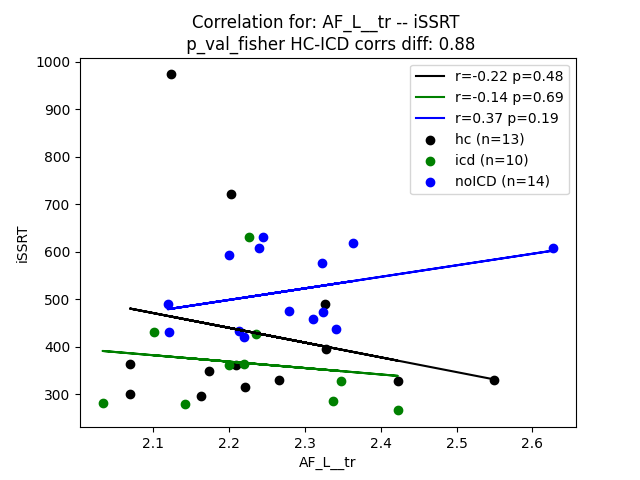 Correlation for: AF_L__tr -- iSSRT
p_val_fisher HC-ICD corrs diff: 0.88
r=-0.22 p=0.48
r=-0.14 p=0.69
r=0.37 p=0.19
hc (n=13)
icd (n=10)
noICD (n=14)
iSSRT
1000
900
800
700
600
500
400
300
2.1
2.2
2.3
2.4
2.5
2.6
AF_L__tr